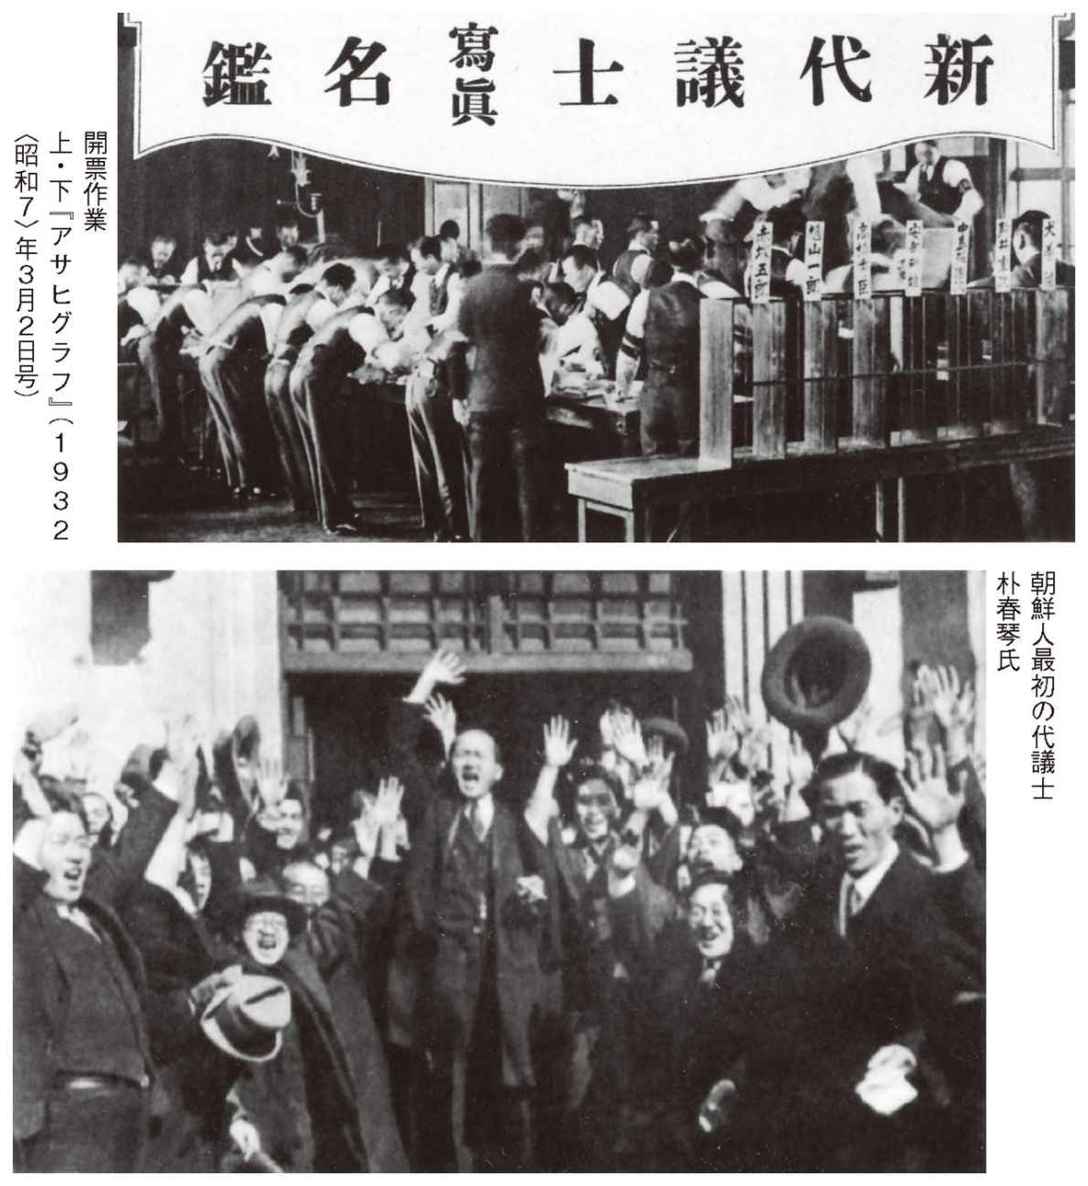 新代議士寫眞名鑑
開票作業
上・下『アサヒグラフ』（1932
〈昭和7〉年3月2日号）
朝鮮人最初の代議士
朴春琴氏